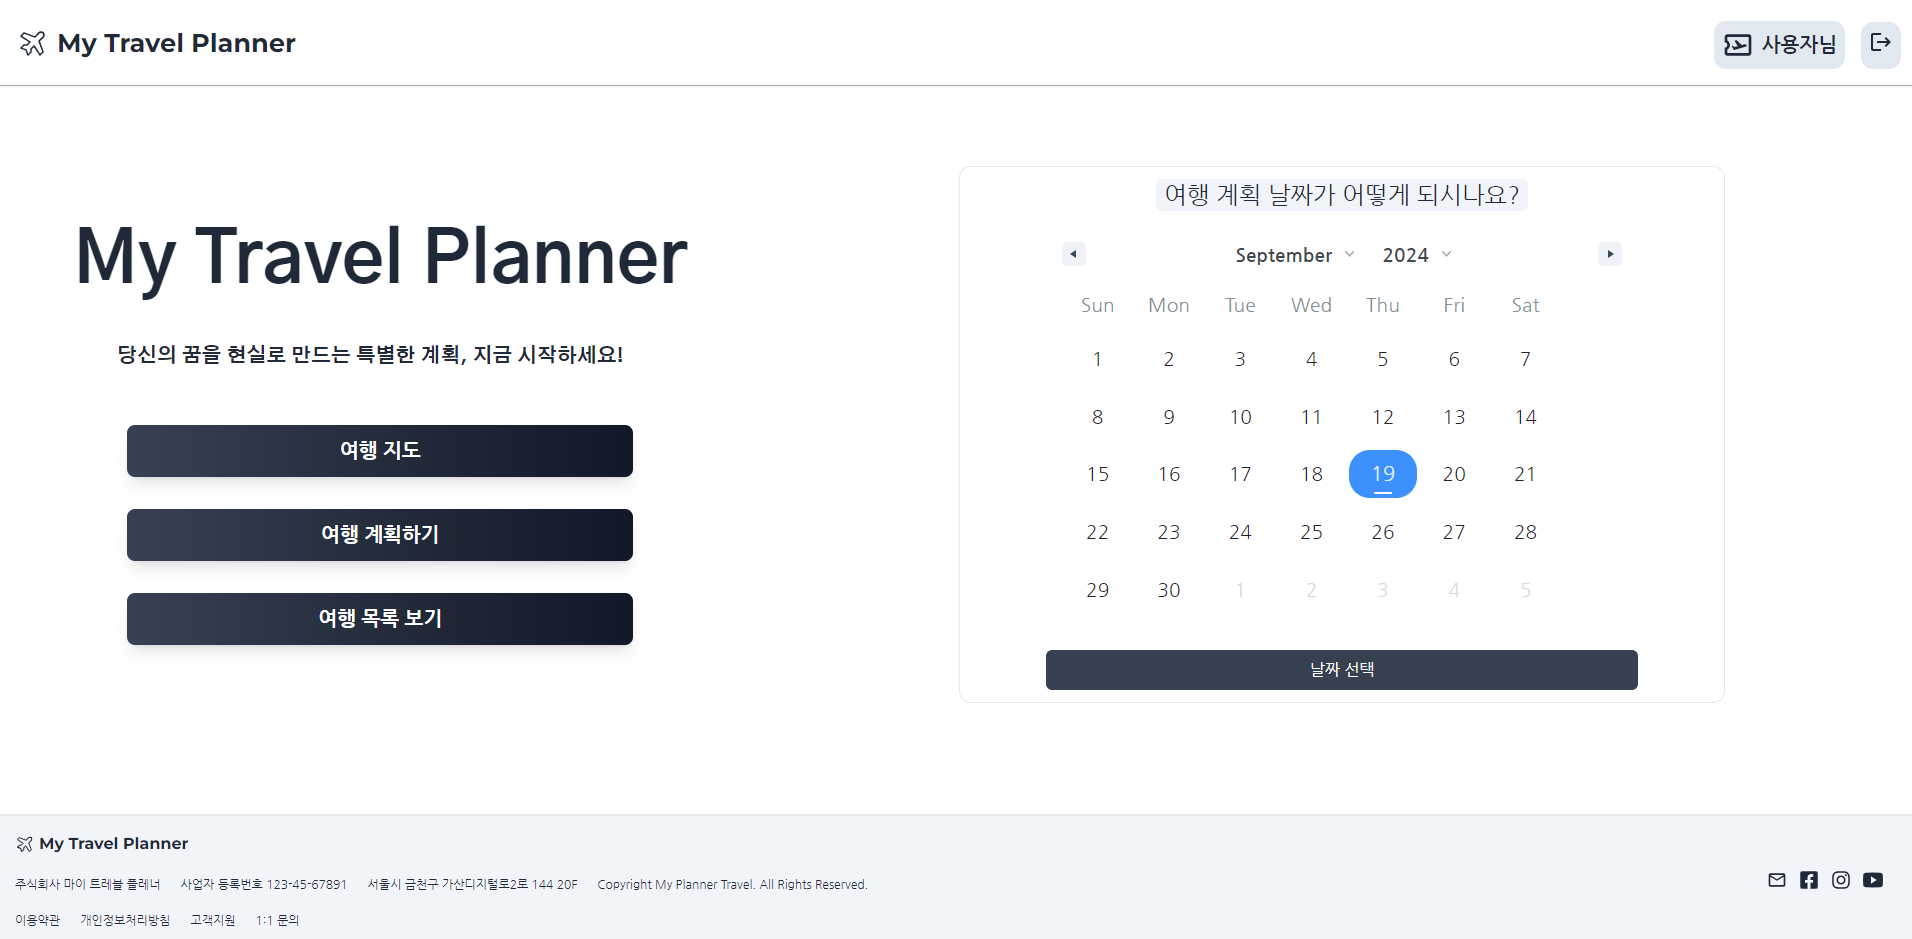 My Travel Planner
사용자님
My Travel Planner
당신의 꿈을 현실로 만드는 특별한 계획, 지금 시작하세요!
여행 지도
여행 계획하기
여행 목록 보기
여행 계획 날짜가 어떻게 되시나요?
September 2024
Sun Mon Tue Wed Thu Fri Sat
1 2 3 4 5 6 7
8 9 10 11 12 13 14
15 16 17 18 19 20 21
22 23 24 25 26 27 28
29 30 1 2 3 4 5
날짜 선택
My Travel Planner
주식회사 마이 트레블 플래너 사업자 등록번호 123-45-67891 서울시 금천구 가산디지털로2로 144 20F Copyright My Planner Travel. All Rights Reserved.
이용약관 개인정보처리방침 고객지원 1:1 문의